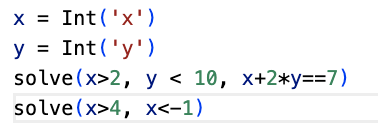 x = Int('x')
y = Int('y')
solve(x>2, y < 10, x+2*y==7)
solve(x>4, x<-1)